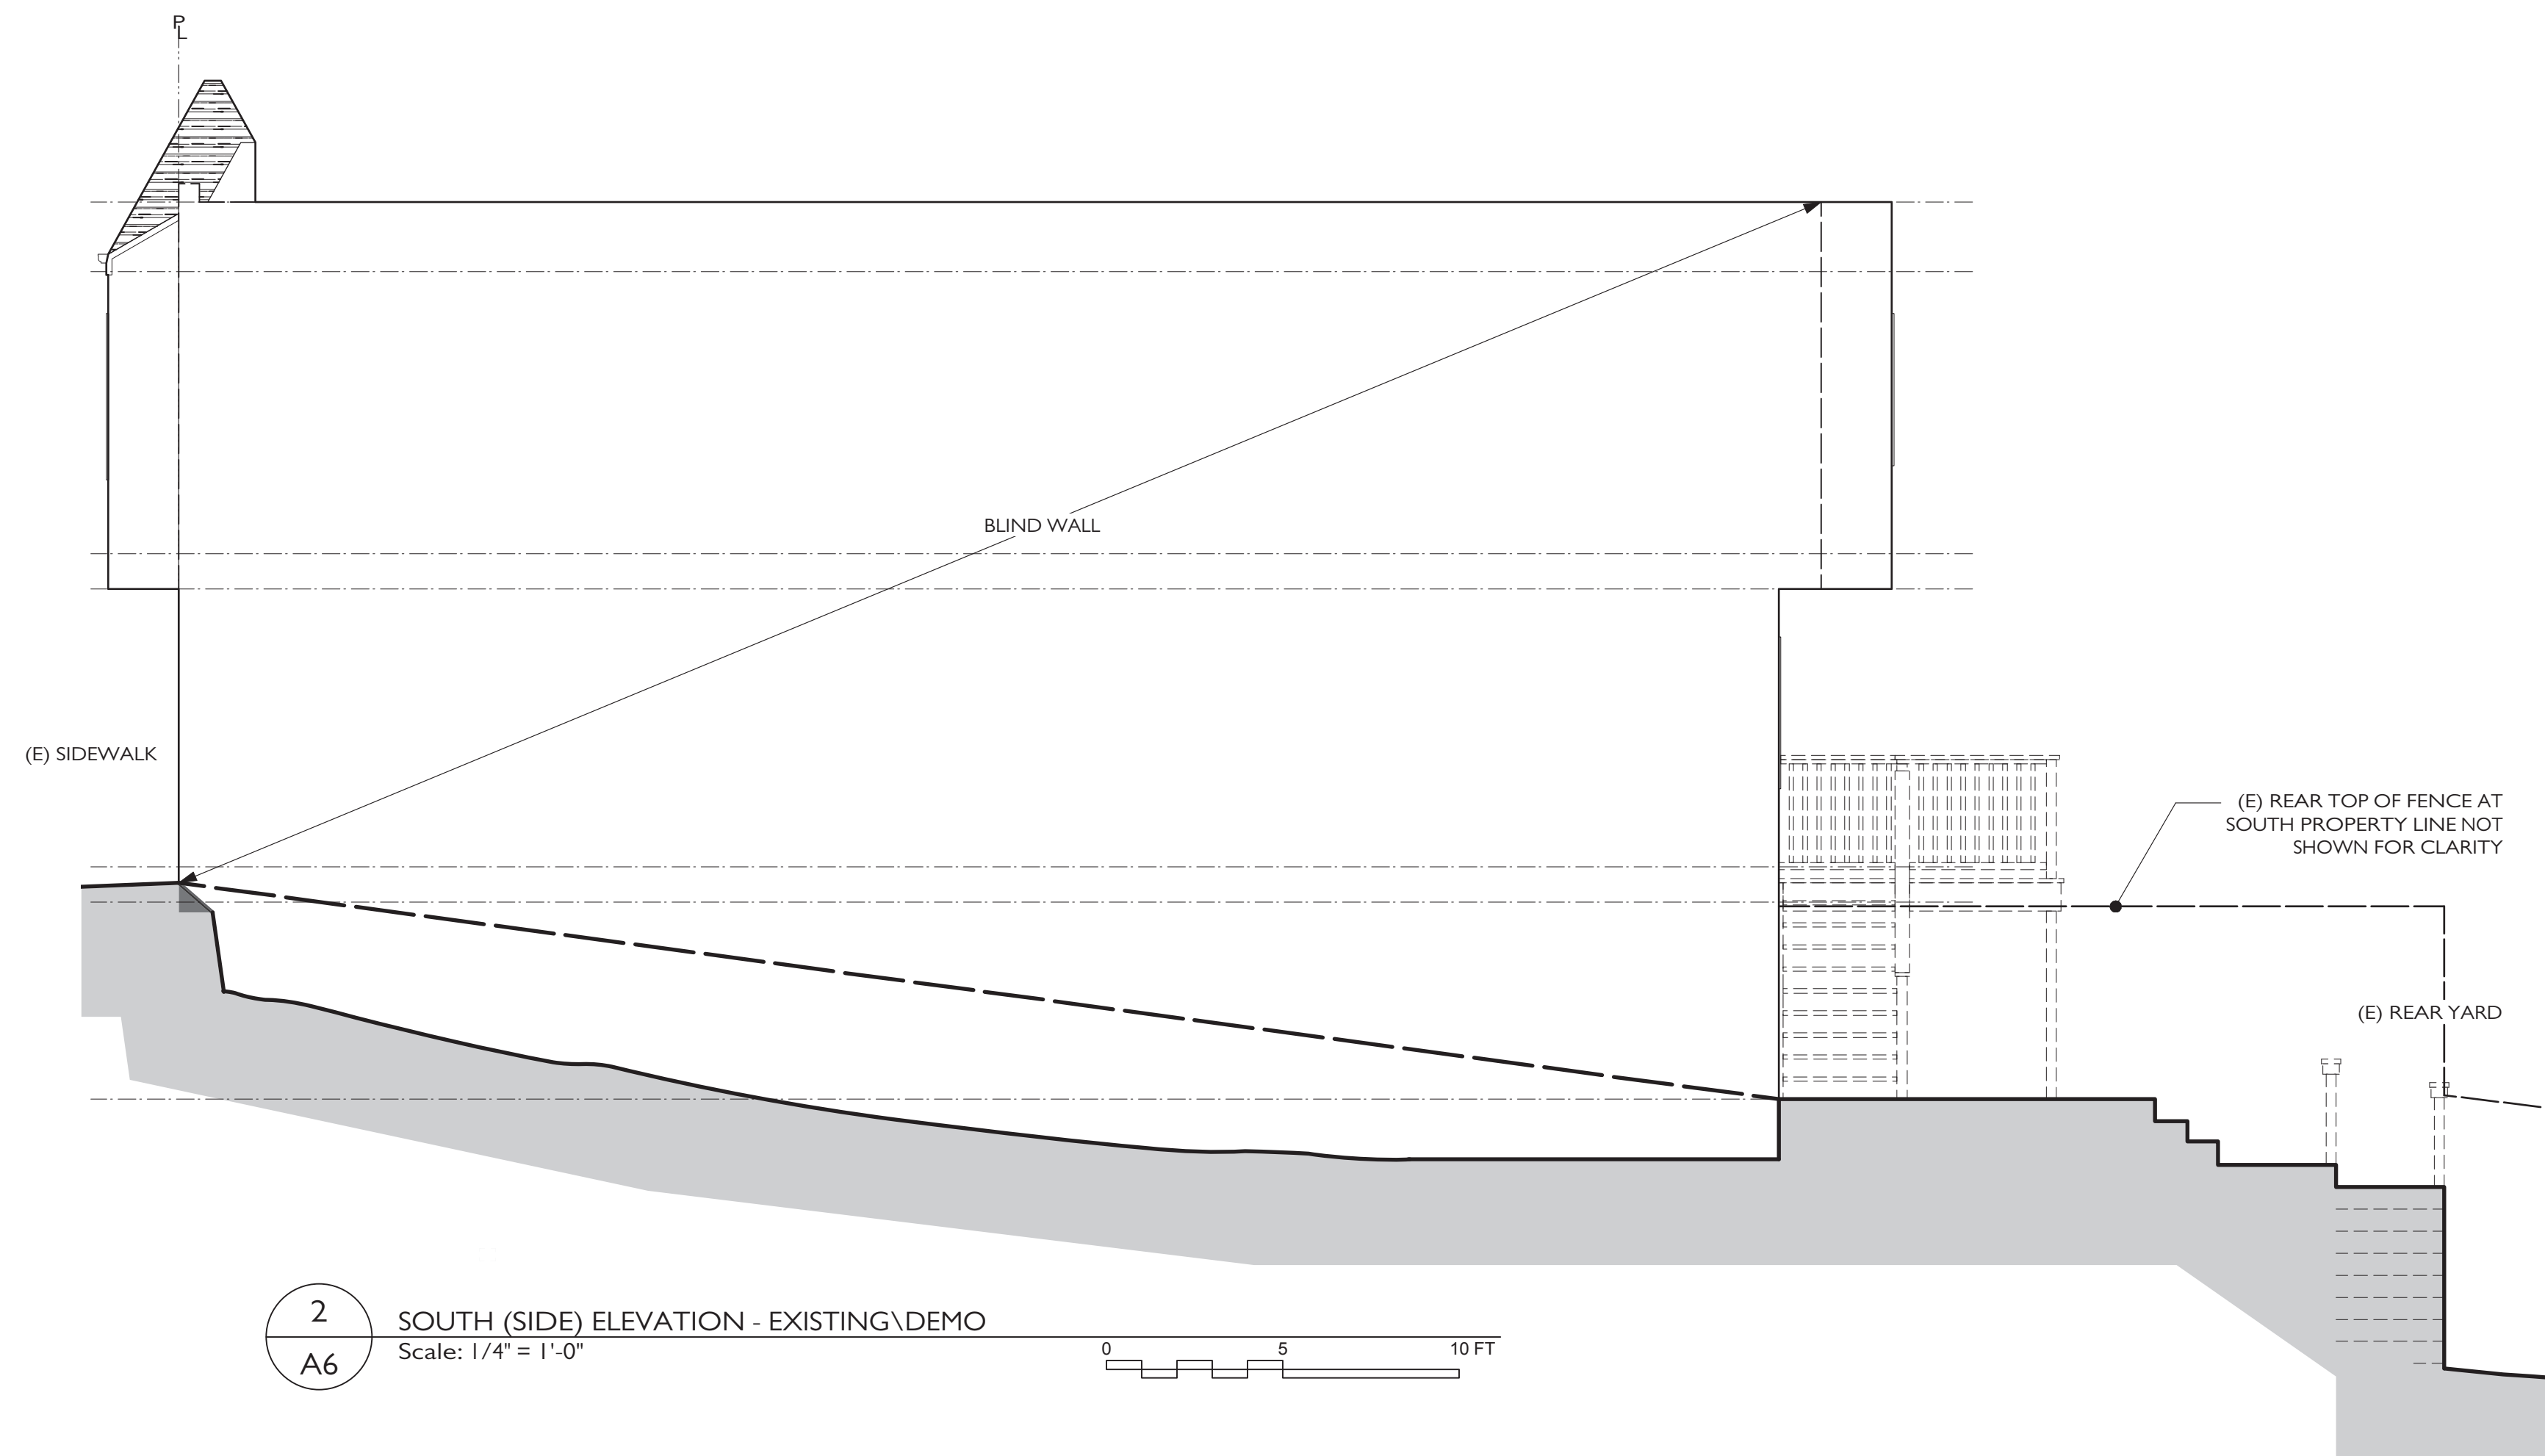 PL
BLIND WALL
(E) SIDEWALK
(E) REAR TOP OF FENCE AT
SOUTH PROPERTY LINE NOT
SHOWN FOR CLARITY
(E) REAR YARD
2
A6
SOUTH (SIDE) ELEVATION - EXISTING\DEMO
Scale: 1/4" = 1'-0"
0 5 10 FT